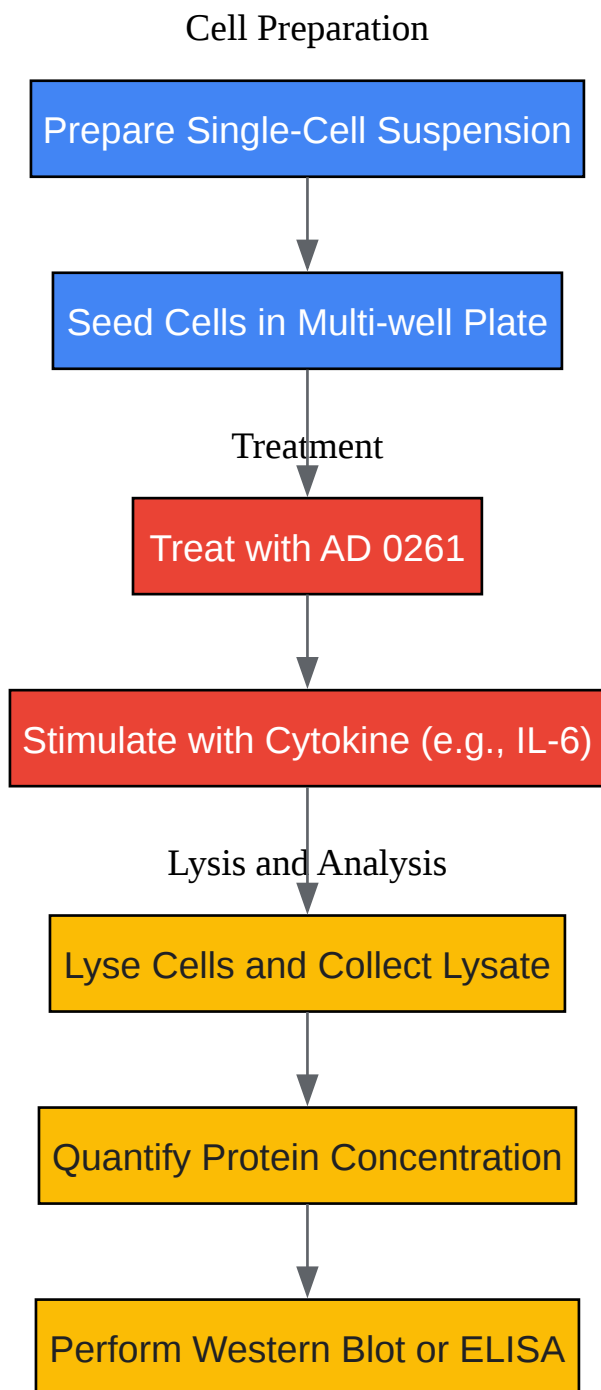 Cell Preparation
Prepare Single-Cell Suspension
Seed Cells in Multi-well Plate
Treatment
Treat with AD 0261
Stimulate with Cytokine (e.g., IL-6)
Lysis and Analysis
Lyse Cells and Collect Lysate
Quantify Protein Concentration
Perform Western Blot or ELISA